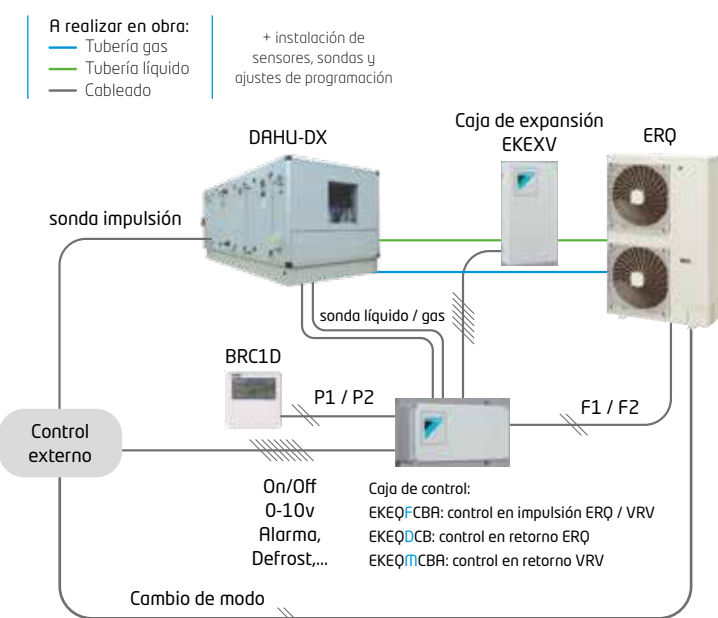 A realizar en obra:
Tubería gas
Tubería líquido
Cableado
+ instalación de
sensores, sondas y
ajustes de programación
DAHU-DX
Caja de expansión
EKEXV
ERQ
sonda impulsión
sonda líquido / gas
BRC1D
P1 / P2
F1 / F2
Control
externo
On/Off
0-10v
Alarma,
Defrost,...
Caja de control:
EKEQFCBA: control en impulsión ERQ / VRV
EKEQDCB: control en retorno ERQ
EKEQMCBA: control en retorno VRV
Cambio de modo